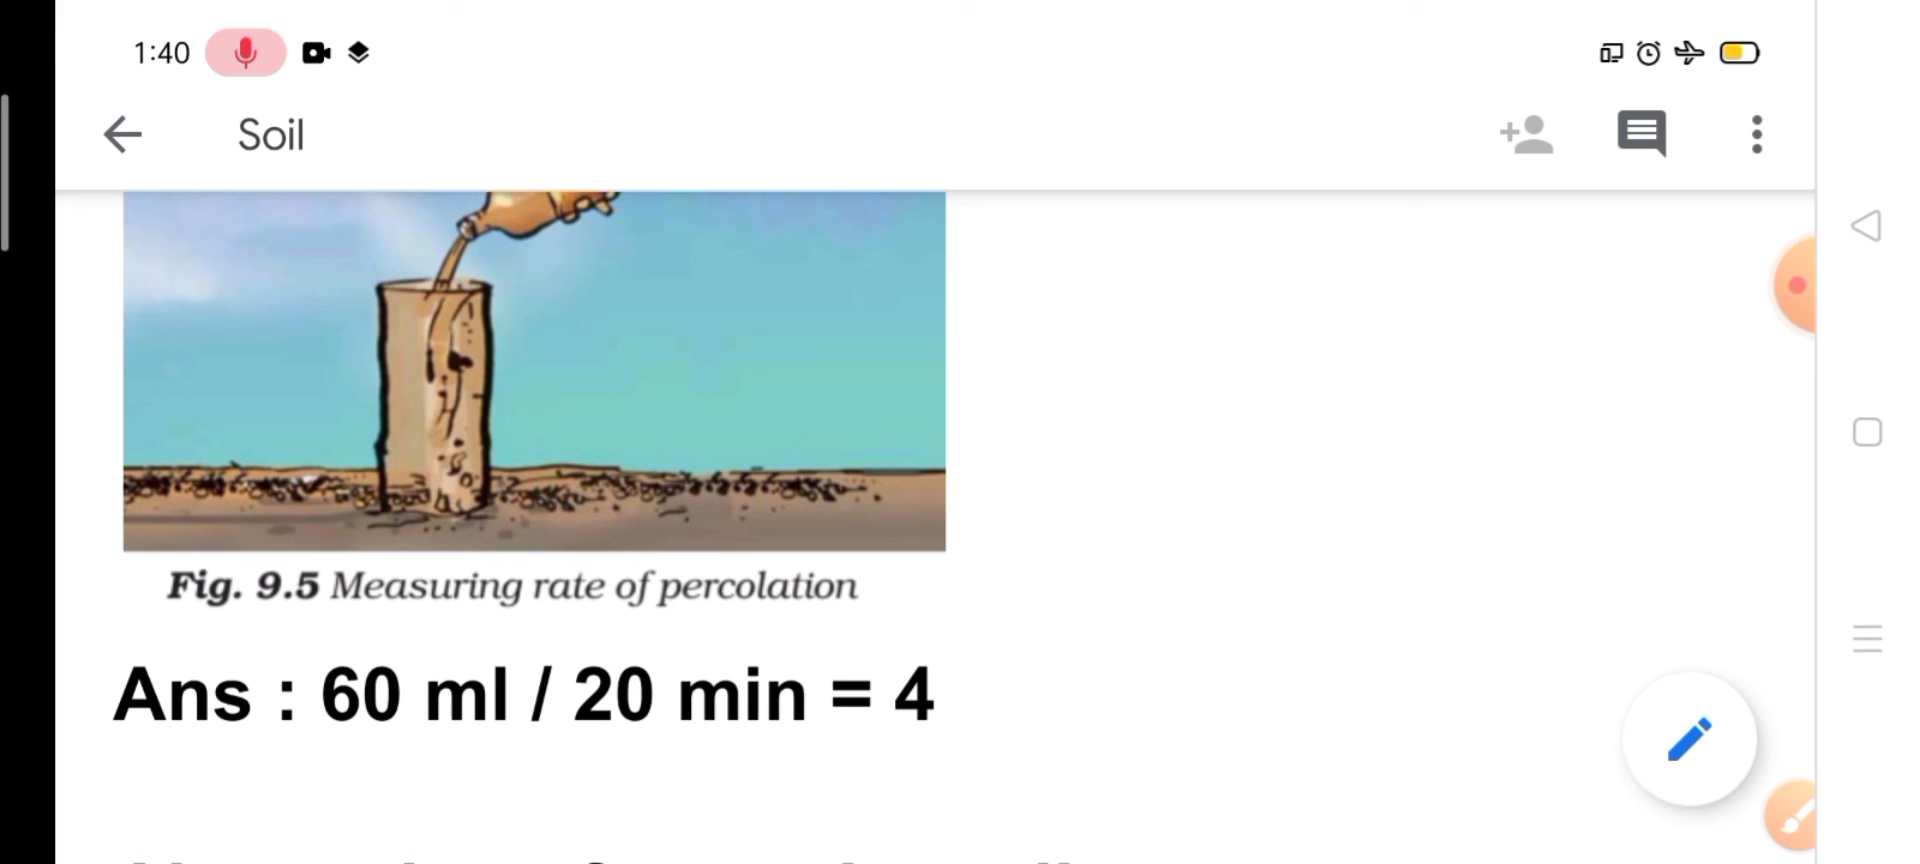 1:40
Soil
Fig. 9.5 Measuring rate of percolation
Ans : 60 ml / 20 min = 4